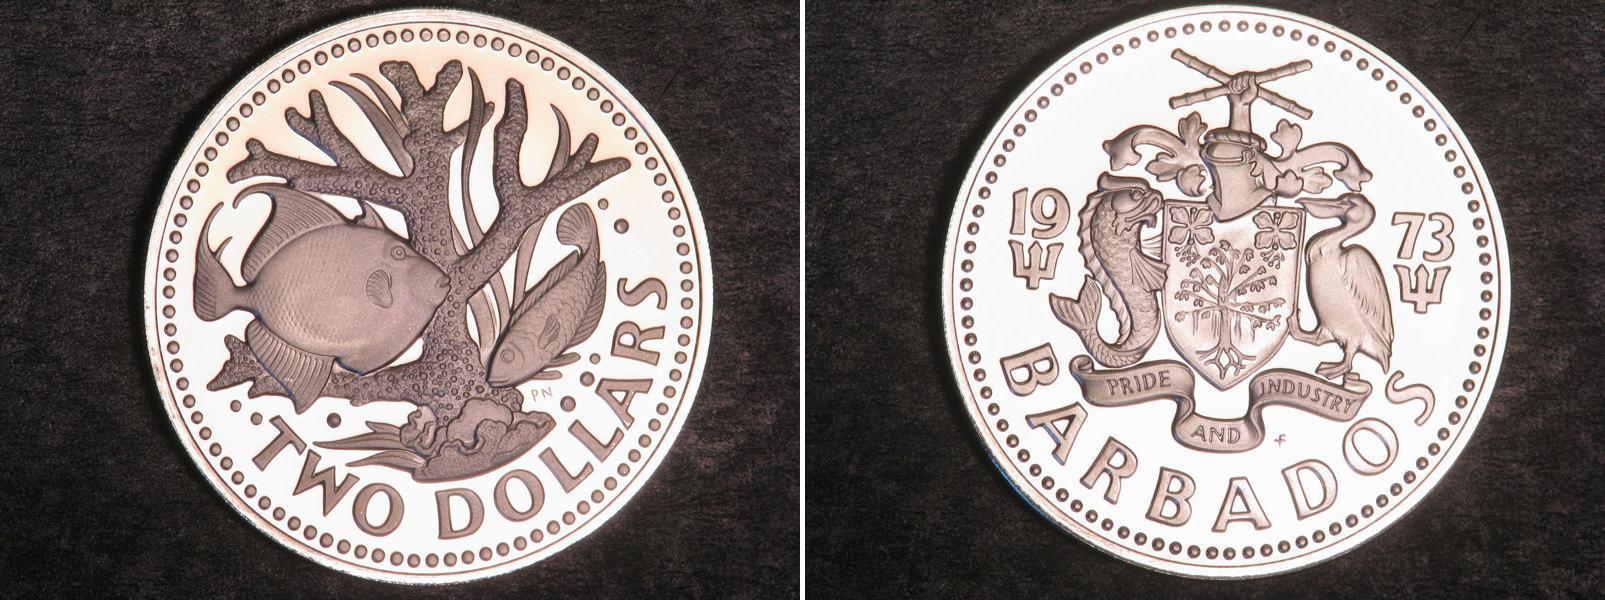 PN
TWO DOLLARS
19 73
PRIDE AND INDUSTRY
BARBADOS